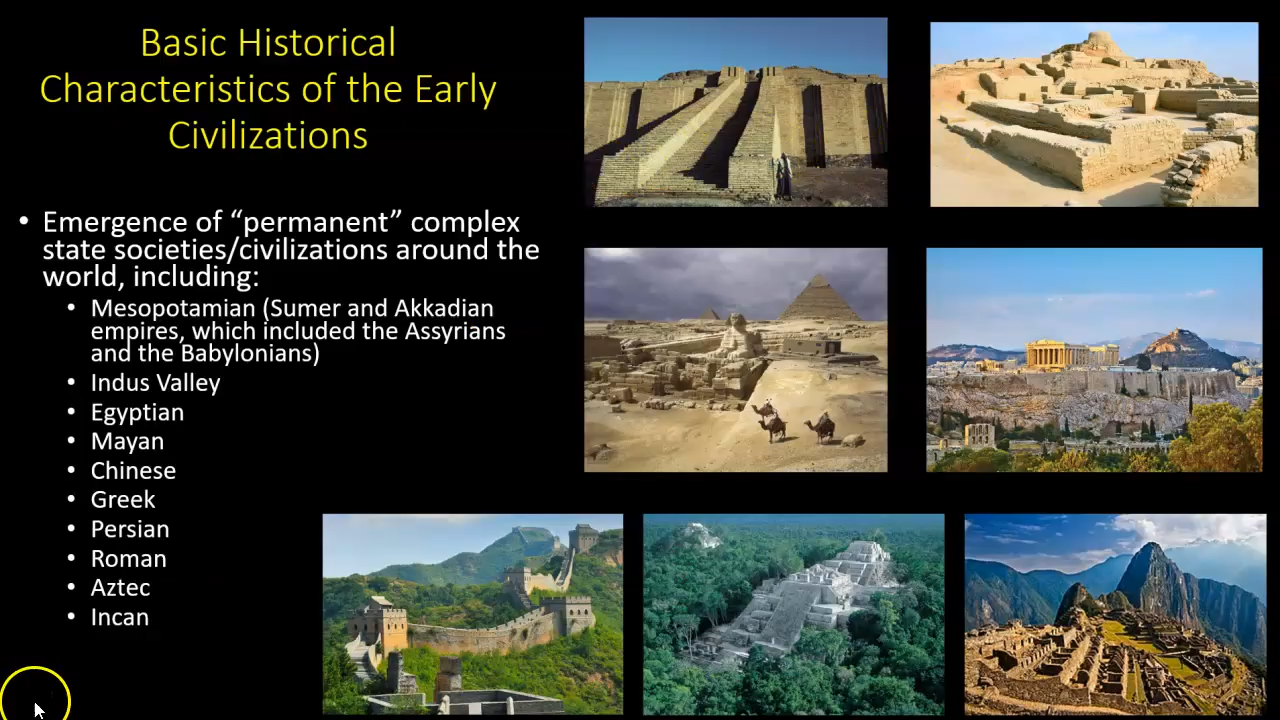 Basic Historical
Characteristics of the Early
Civilizations
• Emergence of “permanent” complex
state societies/civilizations around the
world, including:
• Mesopotamian (Sumer and Akkadian
empires, which included the Assyrians
and the Babylonians)
• Indus Valley
• Egyptian
• Mayan
• Chinese
• Greek
• Persian
• Roman
• Aztec
• Incan